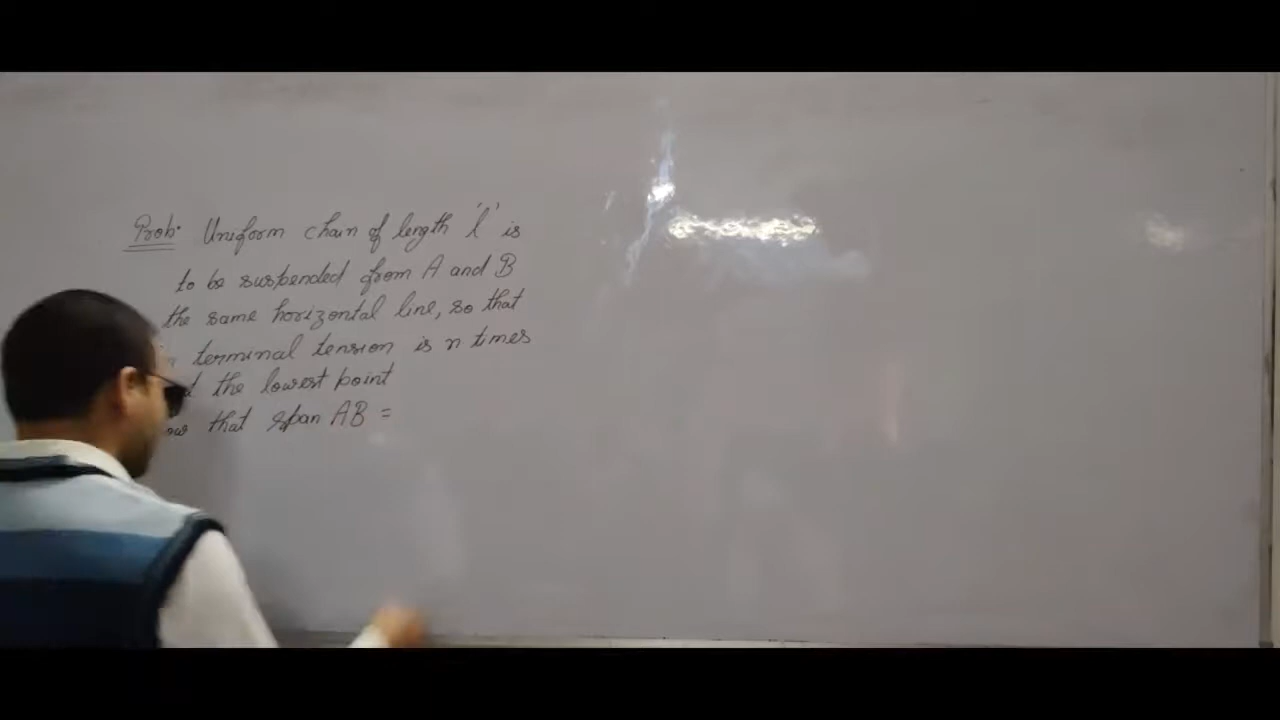 Prob. Uniform chain of length 'l' is
to be suspended from A and B
the same horizontal line, so that
terminal tension is n times
the lowest point
that span AB =